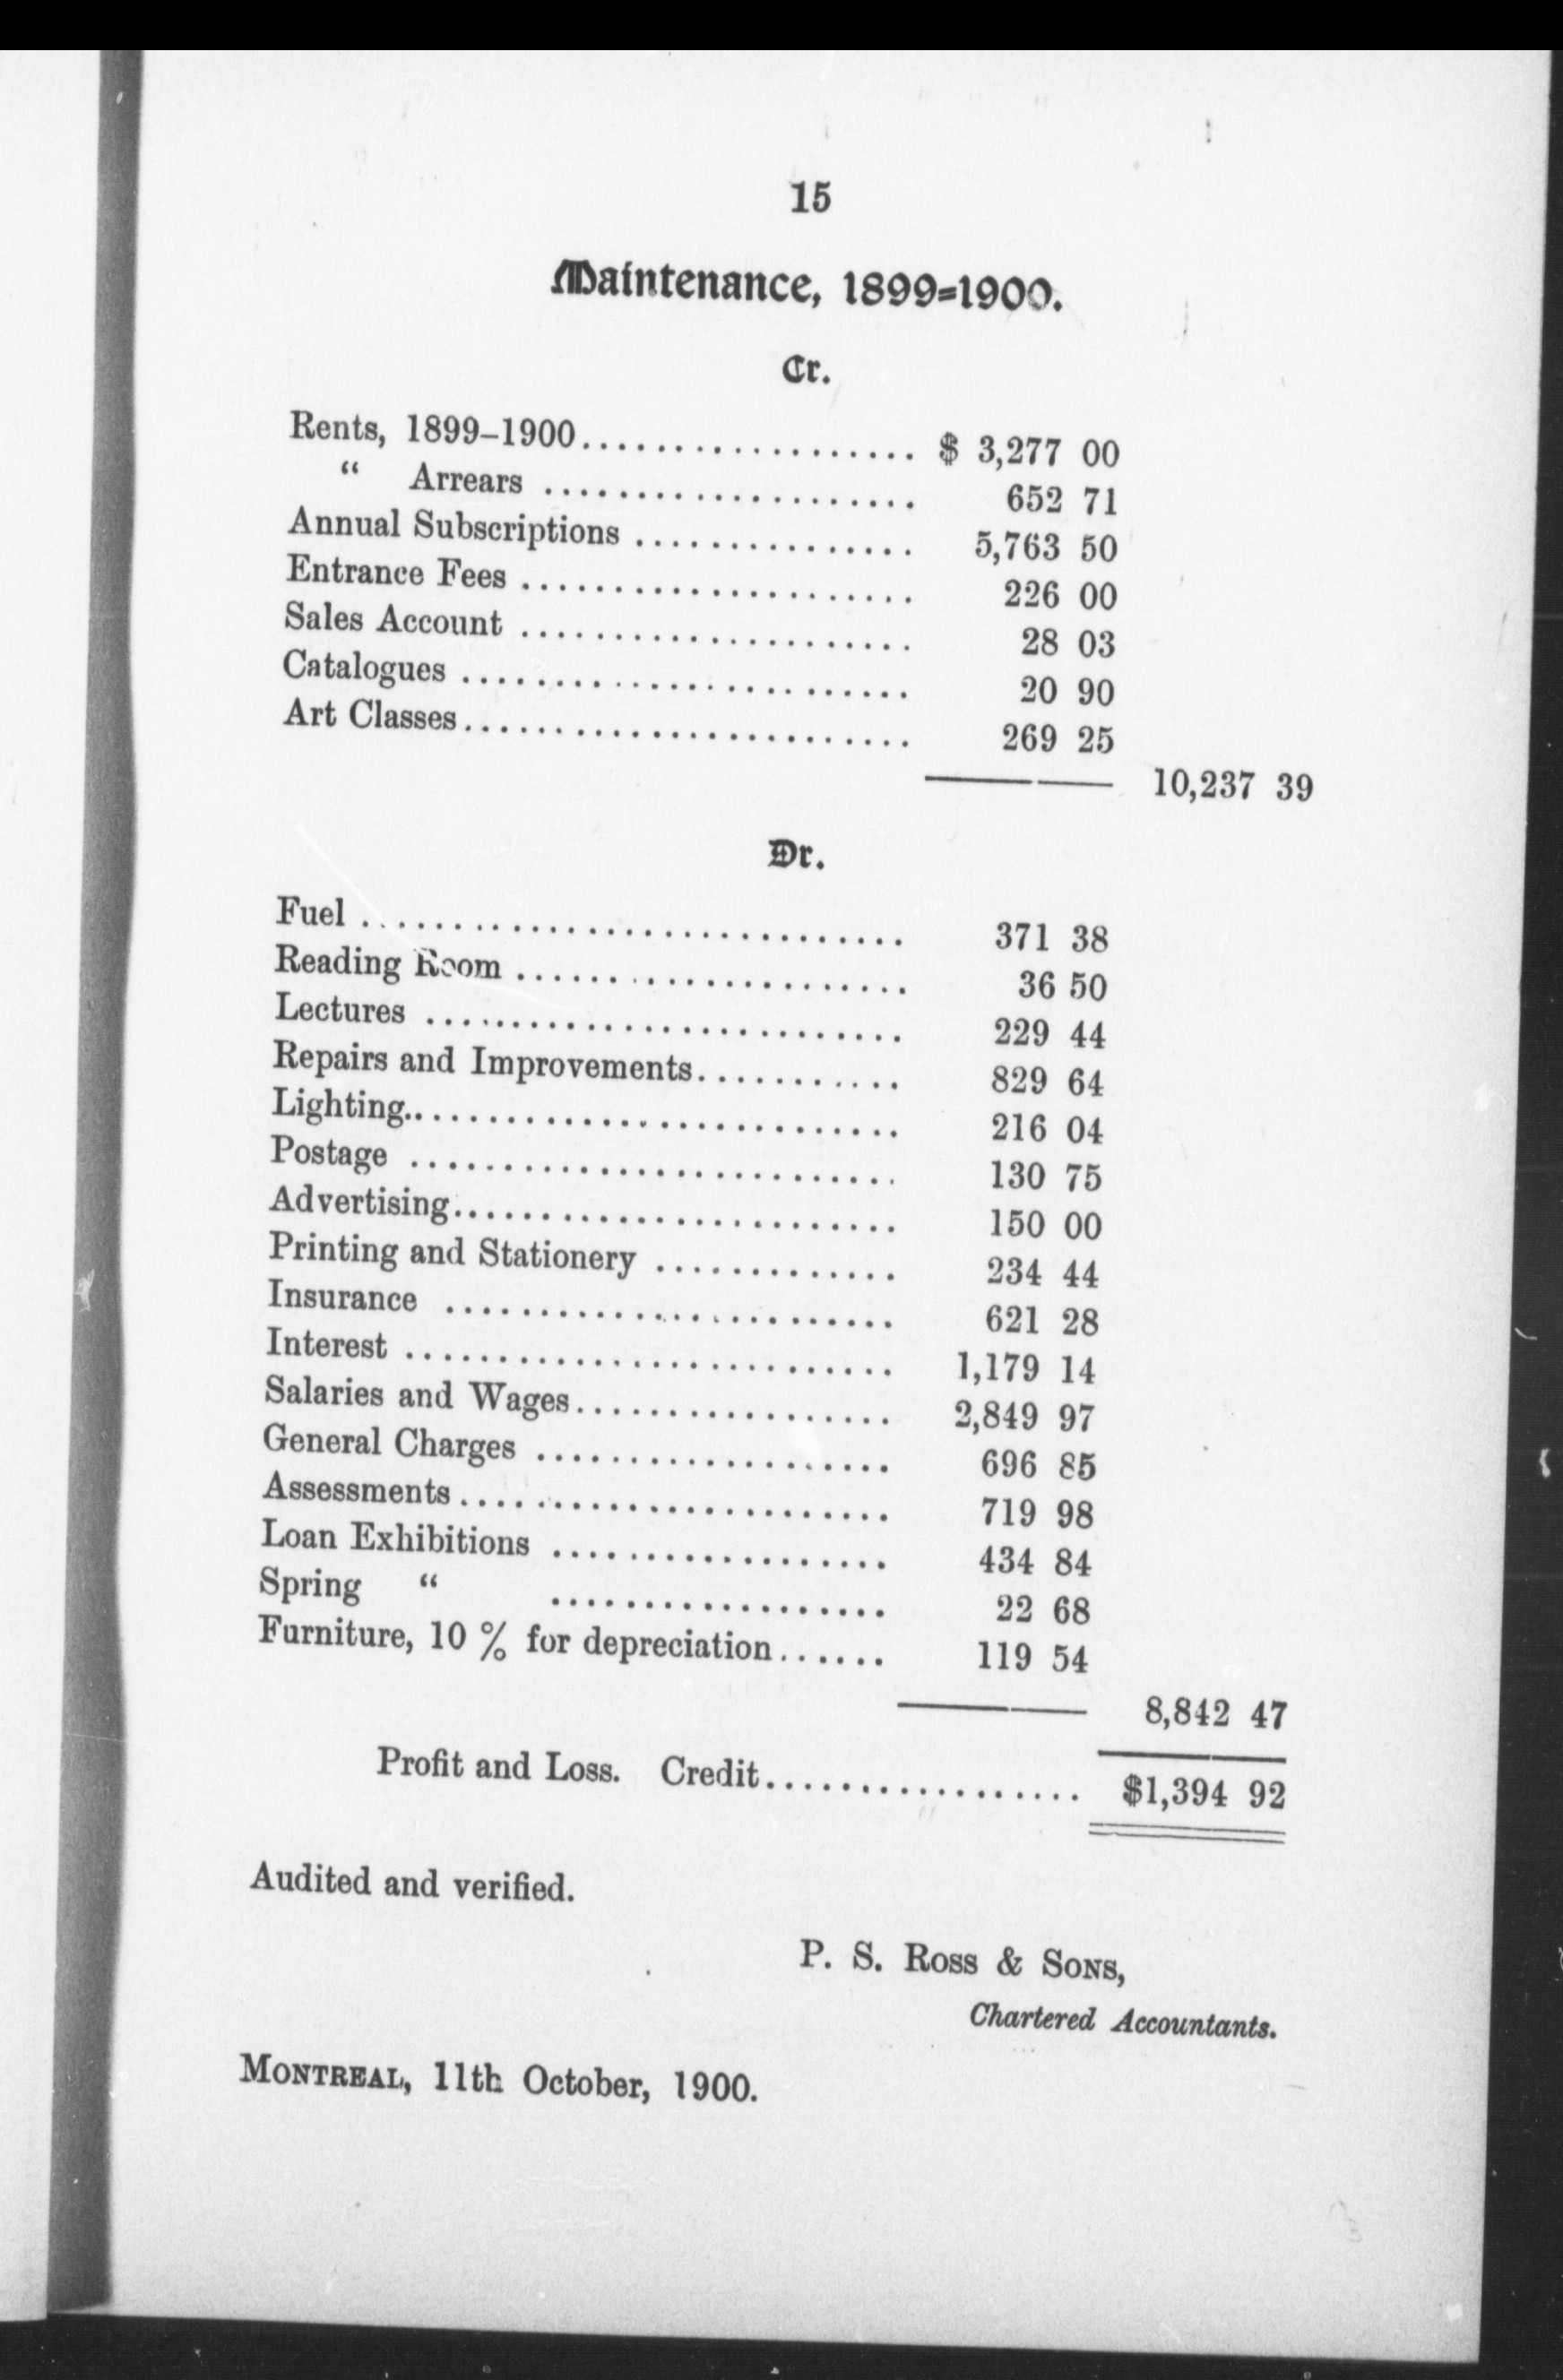 15
Maintenance, 1899=1900.
Cr.
Rents, 1899–1900.................. $ 3,277 00
“ Arrears .................... 652 71
Annual Subscriptions ............... 5,763 50
Entrance Fees ..................... 226 00
Sales Account ..................... 28 03
Catalogues ........................ 20 90
Art Classes........................ 269 25
10,237 39
Dr.
Fuel .............................. 371 38
Reading Room ..................... 36 50
Lectures .......................... 229 44
Repairs and Improvements........... 829 64
Lighting........................... 216 04
Postage ........................... 130 75
Advertising........................ 150 00
Printing and Stationery ............. 234 44
Insurance ........................ 621 28
Interest ........................... 1,179 14
Salaries and Wages................. 2,849 97
General Charges ................... 696 85
Assessments....................... 719 98
Loan Exhibitions .................. 434 84
Spring “ .................. 22 68
Furniture, 10 % for depreciation...... 119 54
8,842 47
Profit and Loss. Credit................. $1,394 92
Audited and verified.
P. S. Ross & Sons,
Chartered Accountants.
Montreal, 11th October, 1900.